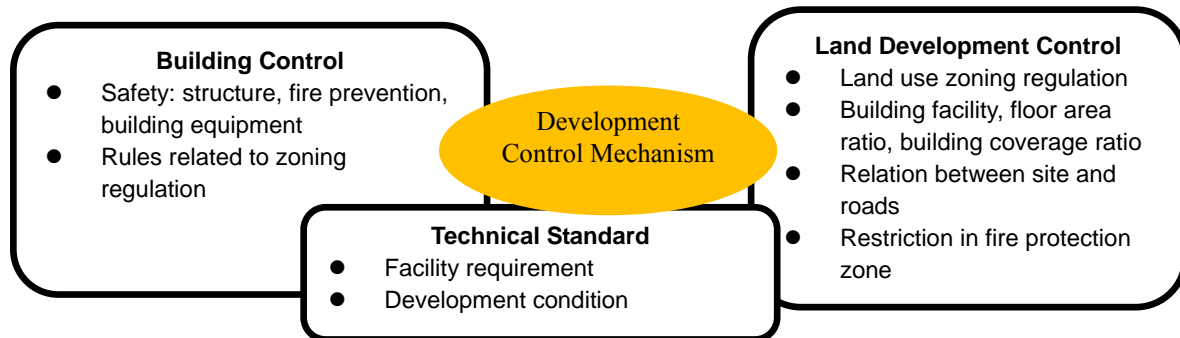 Building Control
● Safety: structure, fire prevention,
building equipment
● Rules related to zoning
regulation
Development
Control Mechanism
Land Development Control
● Land use zoning regulation
● Building facility, floor area
ratio, building coverage ratio
● Relation between site and
roads
● Restriction in fire protection
zone
Technical Standard
● Facility requirement
● Development condition